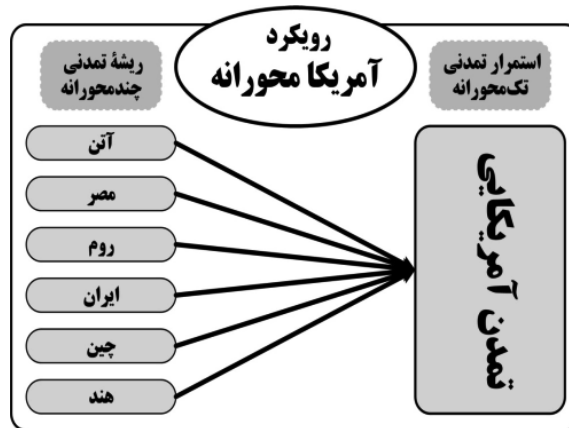 رویکرد
آمریکا محورانه
استمرار تمدنی
تک‌محورانه
ریشهٔ تمدنی
چندمحورانه
تمدن آمریکایی
آتن
مصر
روم
ایران
چین
هند